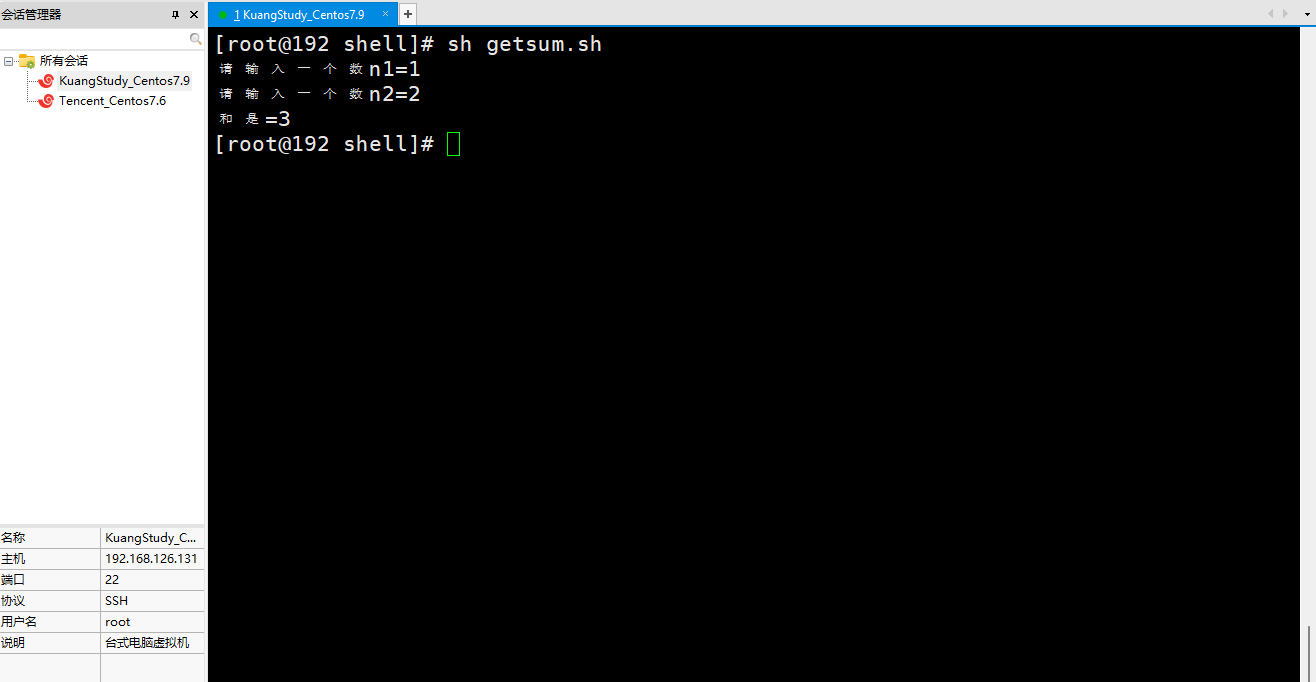 会话管理器
1 KuangStudy_Centos7.9 × +
所有会话
KuangStudy_Centos7.9
Tencent_Centos7.6
[root@192 shell]# sh getsum.sh
请输入一个数n1=1
请输入一个数n2=2
和是=3
[root@192 shell]#
名称 KuangStudy_C...
主机 192.168.126.131
端口 22
协议 SSH
用户名 root
说明 台式电脑虚拟机